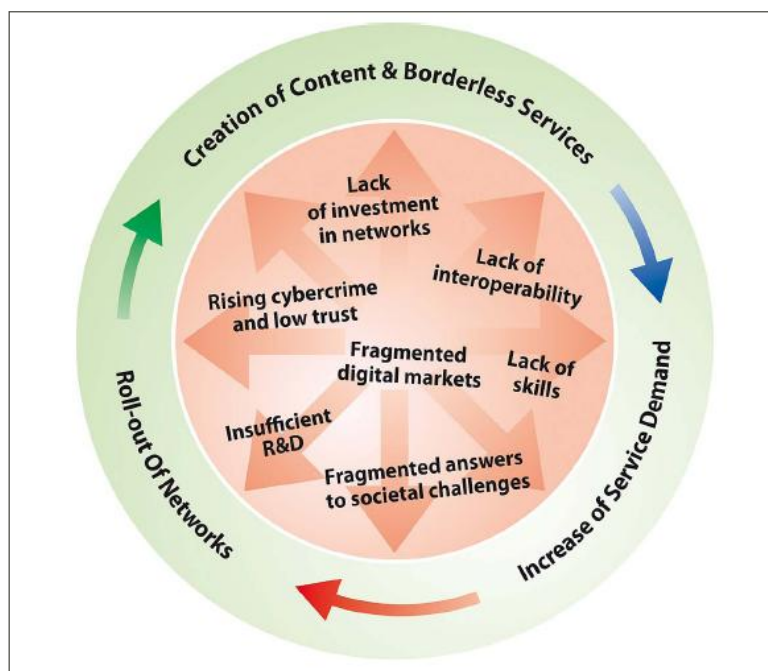 Creation of Content & Borderless Services
Lack
of investment
in networks
Lack of
interoperability
Rising cybercrime
and low trust
Fragmented
digital markets
Lack of
skills
Insufficient
R&D
Fragmented answers
to societal challenges
Increase of Service Demand
Roll-out Of Networks